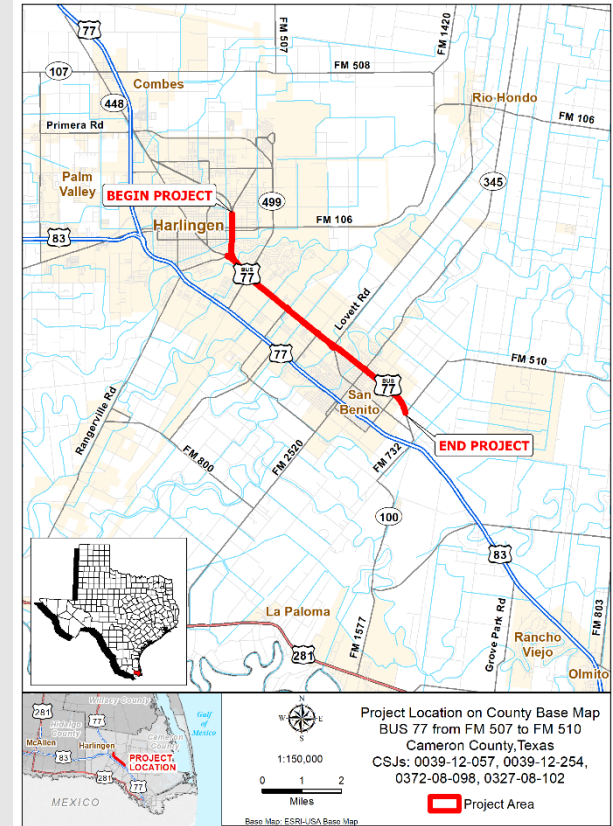 77
FM 507
FM 1420
107
FM 508
Combes
448
Rio Hondo
Primera Rd
FM 106
Palm
Valley
345
BEGIN PROJECT
499
FM 106
Harlingen
83
BUS
77
Lovett Rd
77
FM 510
BUS
77
San
Benito
Rangerville Rd
END PROJECT
FM 800
FM 2520
FM 732
100
83
La Paloma
FM 1577
Grove Park Rd
FM 803
281
Rancho
Viejo
Olmito
Willacy County
281
77
Gulf
of
Mexico
Hidalgo
County
McAllen
Harlingen
Cameron
County
83
PROJECT
LOCATION
281
77
MEXICO
N
W
E
S
1:150,000
0 1 2
Miles
Base Map: ESRI-USA Base Map
Project Location on County Base Map
BUS 77 from FM 507 to FM 510
Cameron County,Texas
CSJs: 0039-12-057, 0039-12-254,
0372-08-098, 0327-08-102
Project Area